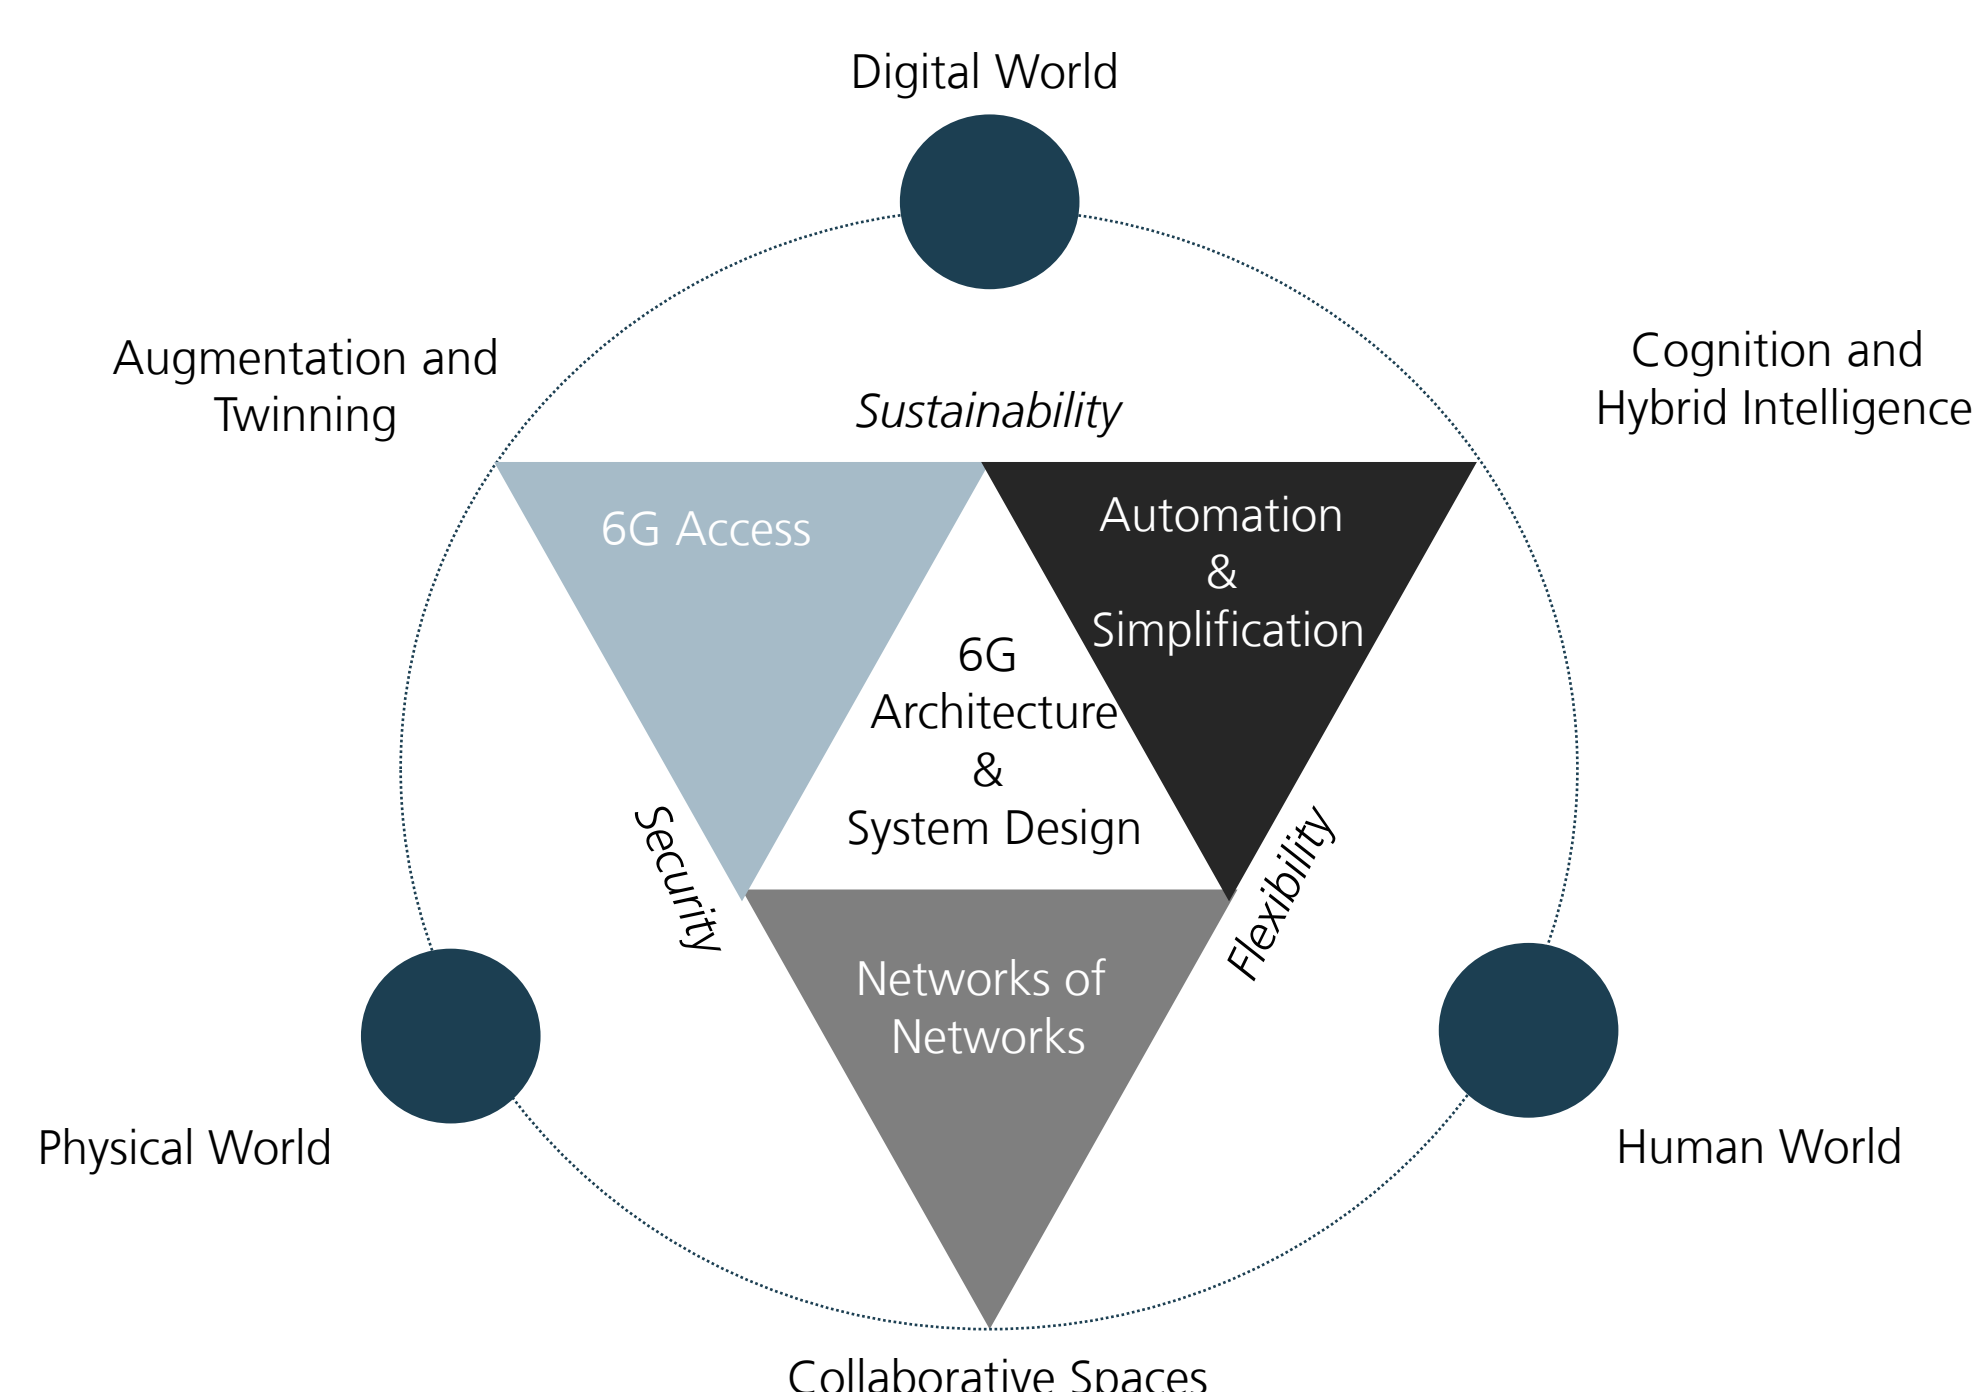 Digital World
Augmentation and
Twinning
Cognition and
Hybrid Intelligence
Sustainability
6G Access
Automation
&
Simplification
6G
Architecture
&
System Design
Security
Flexibility
Networks of
Networks
Physical World
Human World
Collaborative Spaces